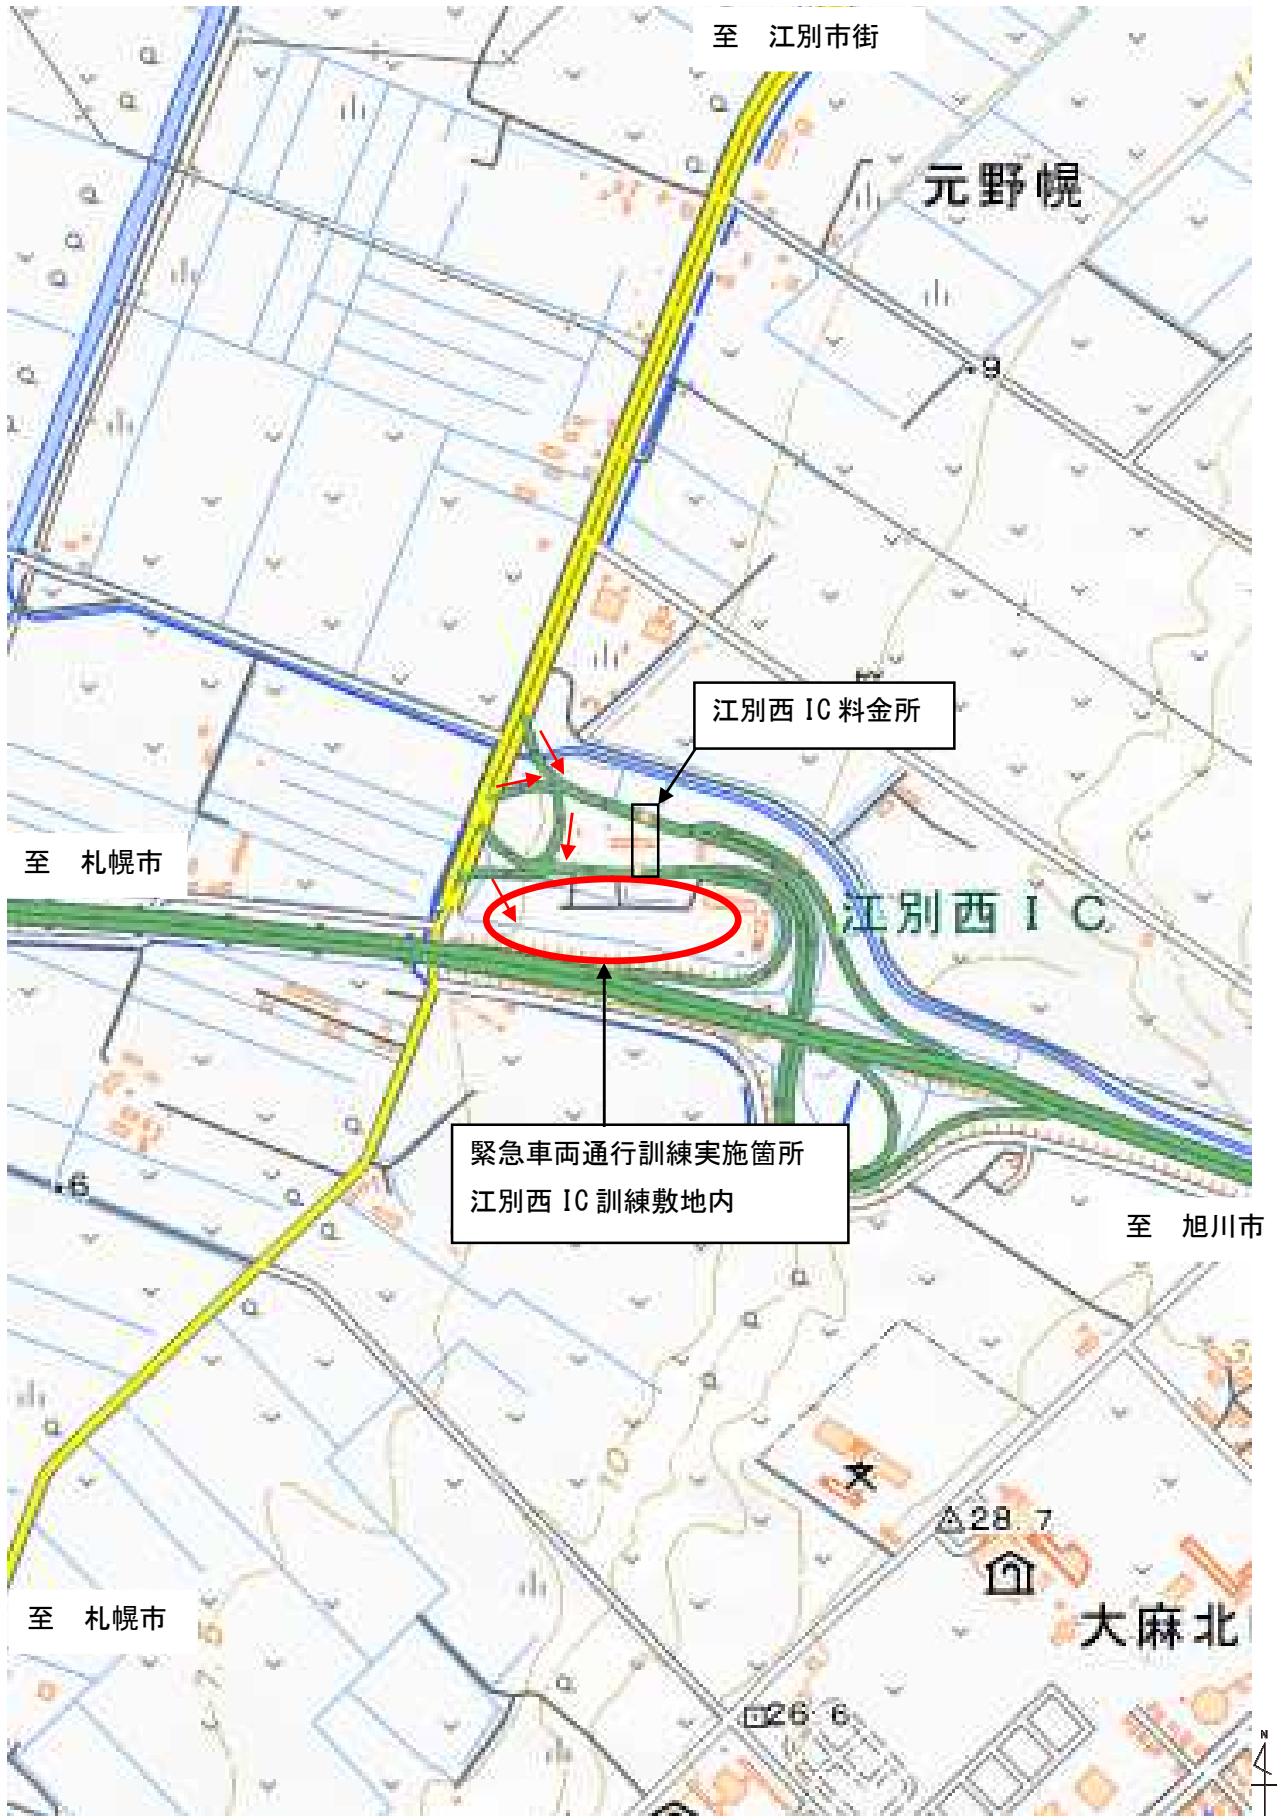 至 江別市街
元野幌
9
江別西 IC 料金所
至 札幌市
江別西 I C
緊急車両通行訓練実施箇所
江別西 IC 訓練敷地内
6
至 旭川市
10
28.7
至 札幌市
7.5
大麻北
26.6
N